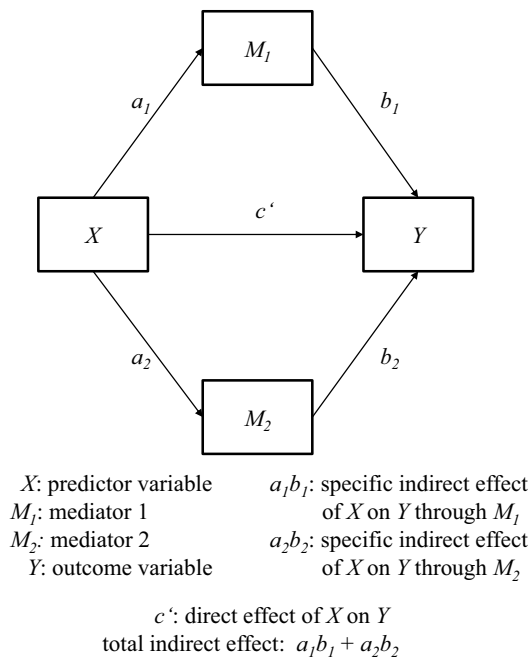 M₁
a₁
b₁
X
c‘
Y
a₂
b₂
M₂
X: predictor variable
M₁: mediator 1
M₂: mediator 2
Y: outcome variable
a₁b₁: specific indirect effect
of X on Y through M₁
a₂b₂: specific indirect effect
of X on Y through M₂
c‘: direct effect of X on Y
total indirect effect: a₁b₁ + a₂b₂